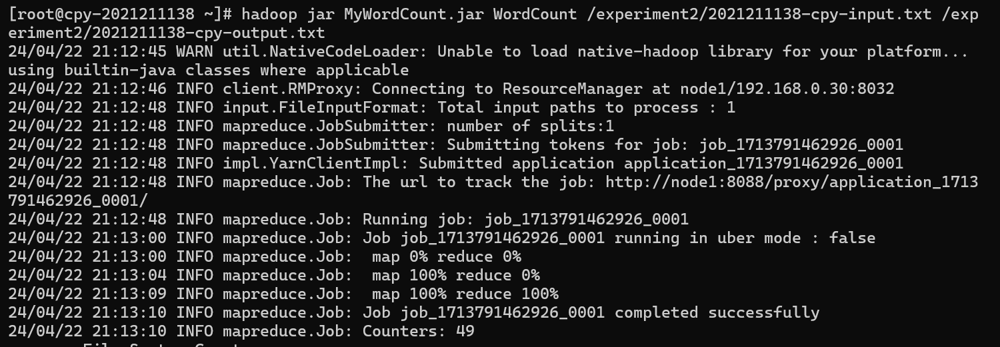 [root@cpy-2021211138 ~]# hadoop jar MyWordCount.jar WordCount /experiment2/2021211138-cpy-input.txt /exp
eriment2/2021211138-cpy-output.txt
24/04/22 21:12:45 WARN util.NativeCodeLoader: Unable to load native-hadoop library for your platform...
using builtin-java classes where applicable
24/04/22 21:12:46 INFO client.RMProxy: Connecting to ResourceManager at node1/192.168.0.30:8032
24/04/22 21:12:48 INFO input.FileInputFormat: Total input paths to process : 1
24/04/22 21:12:48 INFO mapreduce.JobSubmitter: number of splits:1
24/04/22 21:12:48 INFO mapreduce.JobSubmitter: Submitting tokens for job: job_1713791462926_0001
24/04/22 21:12:48 INFO impl.YarnClientImpl: Submitted application application_1713791462926_0001
24/04/22 21:12:48 INFO mapreduce.Job: The url to track the job: http://node1:8088/proxy/application_1713
791462926_0001/
24/04/22 21:12:48 INFO mapreduce.Job: Running job: job_1713791462926_0001
24/04/22 21:13:00 INFO mapreduce.Job: Job job_1713791462926_0001 running in uber mode : false
24/04/22 21:13:00 INFO mapreduce.Job:  map 0% reduce 0%
24/04/22 21:13:04 INFO mapreduce.Job:  map 100% reduce 0%
24/04/22 21:13:09 INFO mapreduce.Job:  map 100% reduce 100%
24/04/22 21:13:10 INFO mapreduce.Job: Job job_1713791462926_0001 completed successfully
24/04/22 21:13:10 INFO mapreduce.Job: Counters: 49